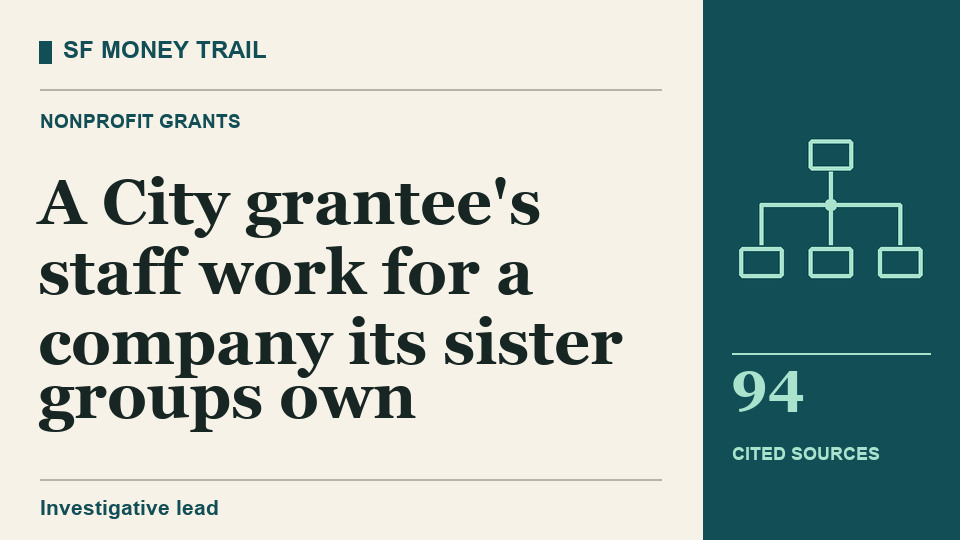 SF MONEY TRAIL
NONPROFIT GRANTS
A City grantee's
staff work for a
company its sister
groups own
Investigative lead
94
CITED SOURCES